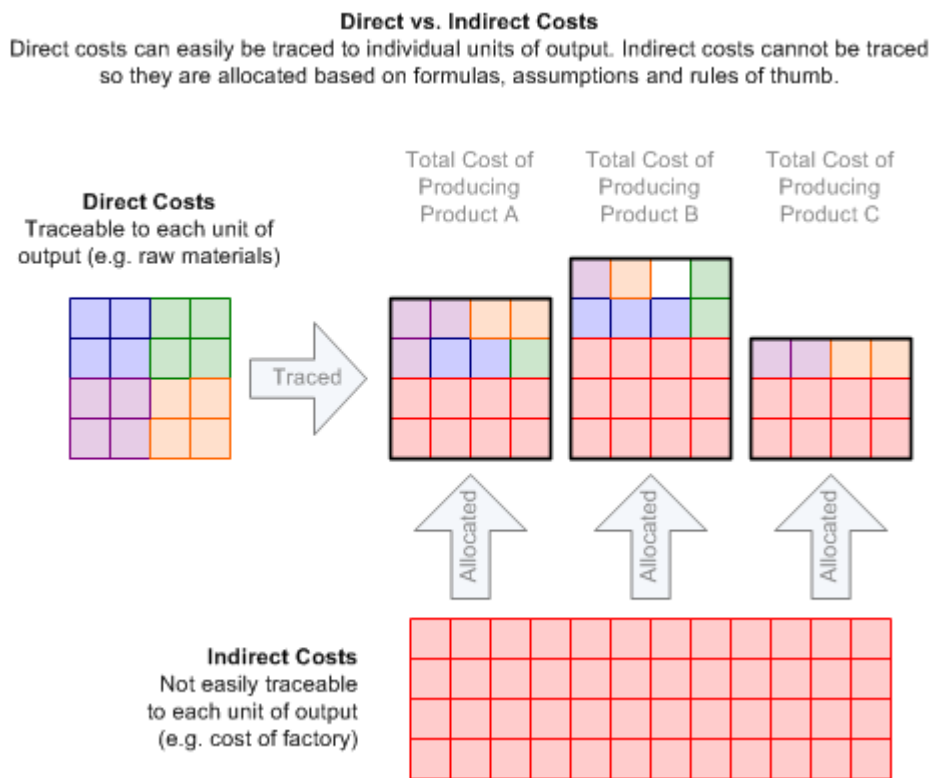 Direct vs. Indirect Costs
Direct costs can easily be traced to individual units of output. Indirect costs cannot be traced
so they are allocated based on formulas, assumptions and rules of thumb.
Total Cost of
Producing
Product A
Total Cost of
Producing
Product B
Total Cost of
Producing
Product C
Direct Costs
Traceable to each unit of
output (e.g. raw materials)
Traced
Allocated
Allocated
Allocated
Indirect Costs
Not easily traceable
to each unit of output
(e.g. cost of factory)